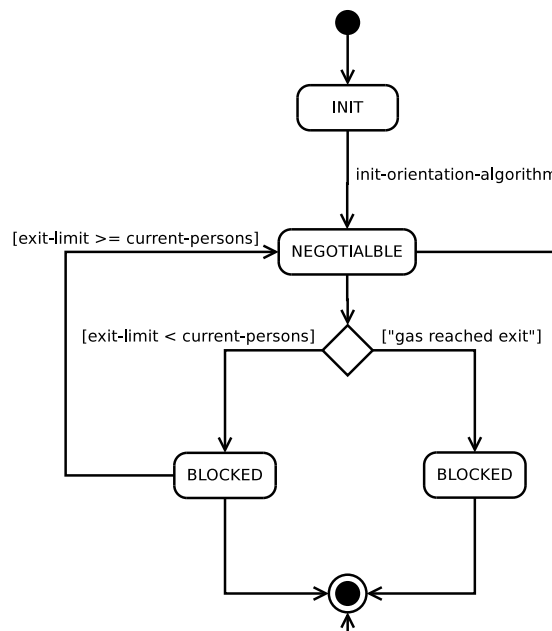 INIT
init-orientation-algorithm
[exit-limit >= current-persons]
NEGOTIALBLE
[exit-limit < current-persons]
["gas reached exit"]
BLOCKED
BLOCKED